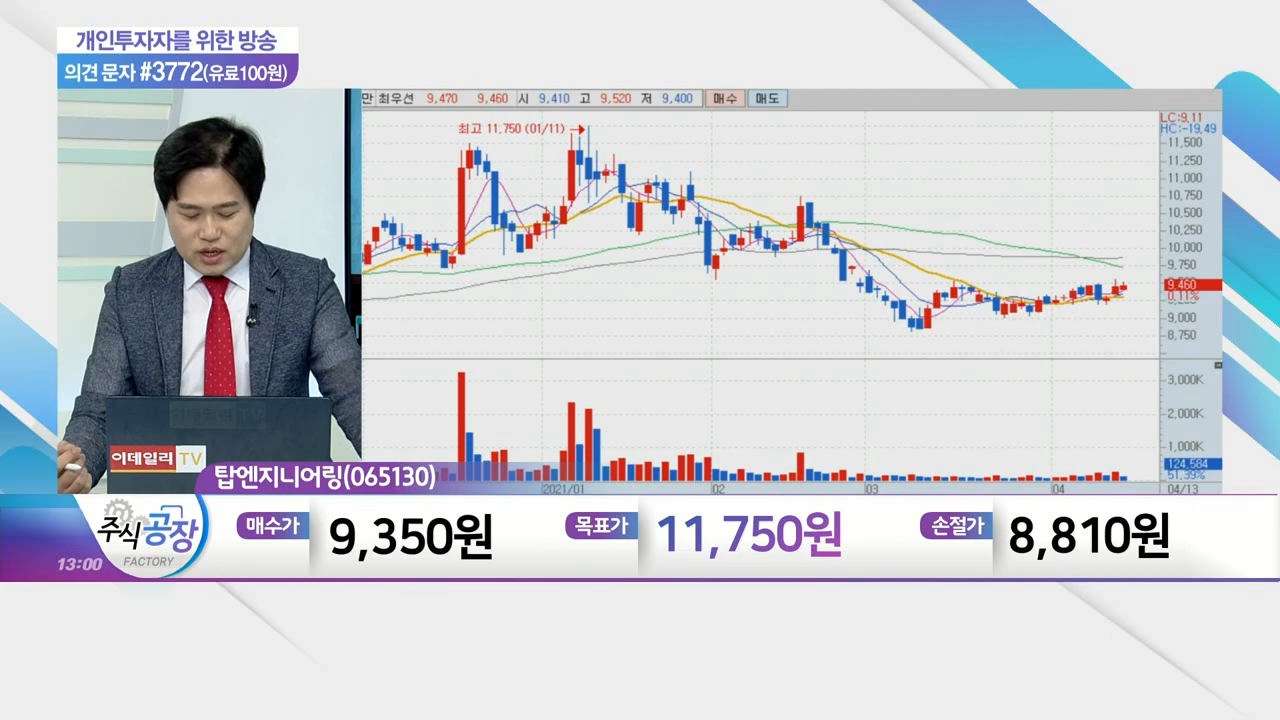 개인투자자를 위한 방송
의견 문자 #3772(유료100원)
만 최우선 9,470 9,460 시 9,410 고 9,520 저 9,400 매수 매도
최고 11,750 (01/11)
LC:9,11
HC:-19,49
11,500
11,250
11,000
10,750
10,500
10,250
10,000
9,750
9,460
0,11%
9,000
8,750
3,000K
2,000K
1,000K
124,584
51,39%
2021/01 02 03 04 04/13
이데일리 TV
탑엔지니어링(065130)
주식공장
FACTORY
13:00
매수가 9,350원 목표가 11,750원 손절가 8,810원